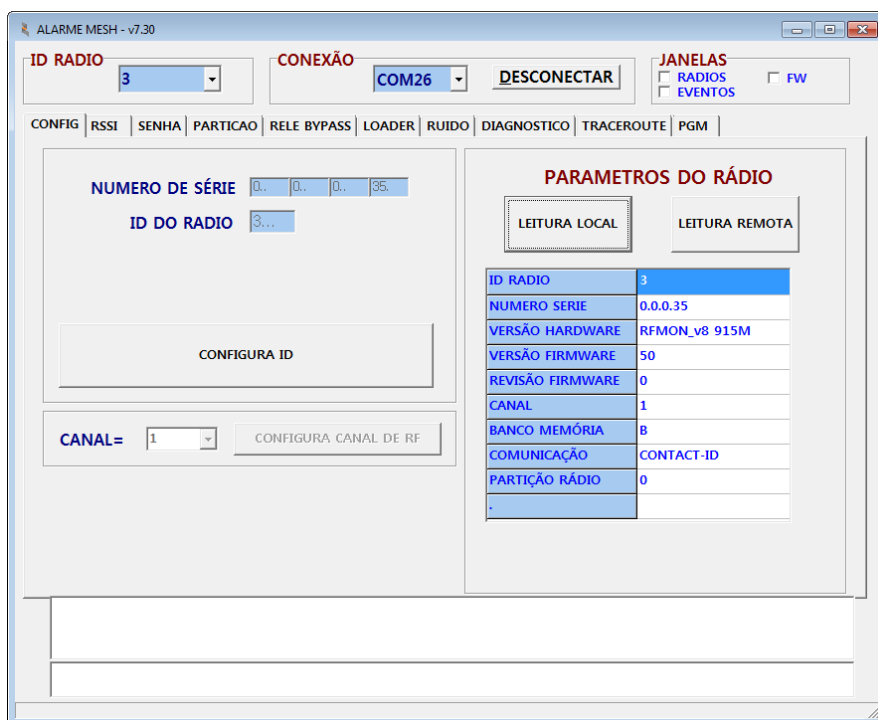 ALARME MESH - v7.30
ID RADIO
3
CONEXÃO
COM26
DESCONECTAR
JANELAS
RADIOS
FW
EVENTOS
CONFIG RSSI SENHA PARTICAO RELE BYPASS LOADER RUIDO DIAGNOSTICO TRACEROUTE PGM
NUMERO DE SÉRIE 0.. 0.. 0.. 35.
ID DO RADIO 3...
CONFIGURA ID
CANAL= 1 CONFIGURA CANAL DE RF
PARAMETROS DO RÁDIO
LEITURA LOCAL LEITURA REMOTA
ID RADIO 3
NUMERO SERIE 0.0.0.35
VERSÃO HARDWARE RFMON_v8 915M
VERSÃO FIRMWARE 50
REVISÃO FIRMWARE 0
CANAL 1
BANCO MEMÓRIA B
COMUNICAÇÃO CONTACT-ID
PARTIÇÃO RÁDIO 0
.